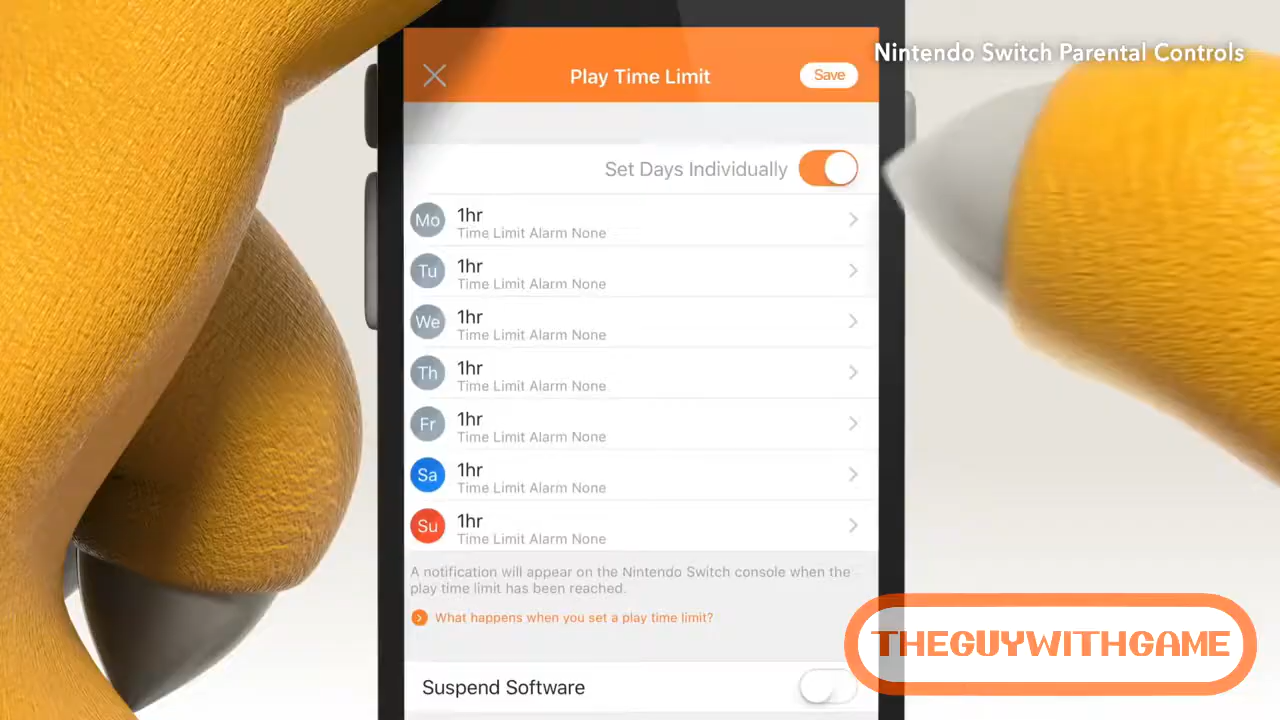 Nintendo Switch Parental Controls
Play Time Limit
Save
Set Days Individually
Mo
1hr
Time Limit Alarm None
Tu
1hr
Time Limit Alarm None
We
1hr
Time Limit Alarm None
Th
1hr
Time Limit Alarm None
Fr
1hr
Time Limit Alarm None
Sa
1hr
Time Limit Alarm None
Su
1hr
Time Limit Alarm None
A notification will appear on the Nintendo Switch console when the
play time limit has been reached.
What happens when you set a play time limit?
THEGUYWITHGAME
Suspend Software